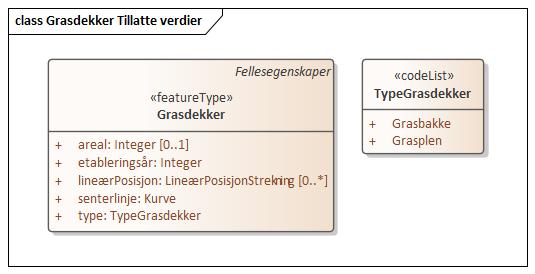 class Grasdekker Tillatte verdier
Fellesegenskaper
«featureType»
Grasdekker
+ areal: Integer [0..1]
+ etableringsår: Integer
+ lineærPosisjon: LineærPosisjonStrekning [0..*]
+ senterlinje: Kurve
+ type: TypeGrasdekker
«codeList»
TypeGrasdekker
+ Grasbakke
+ Grasplen